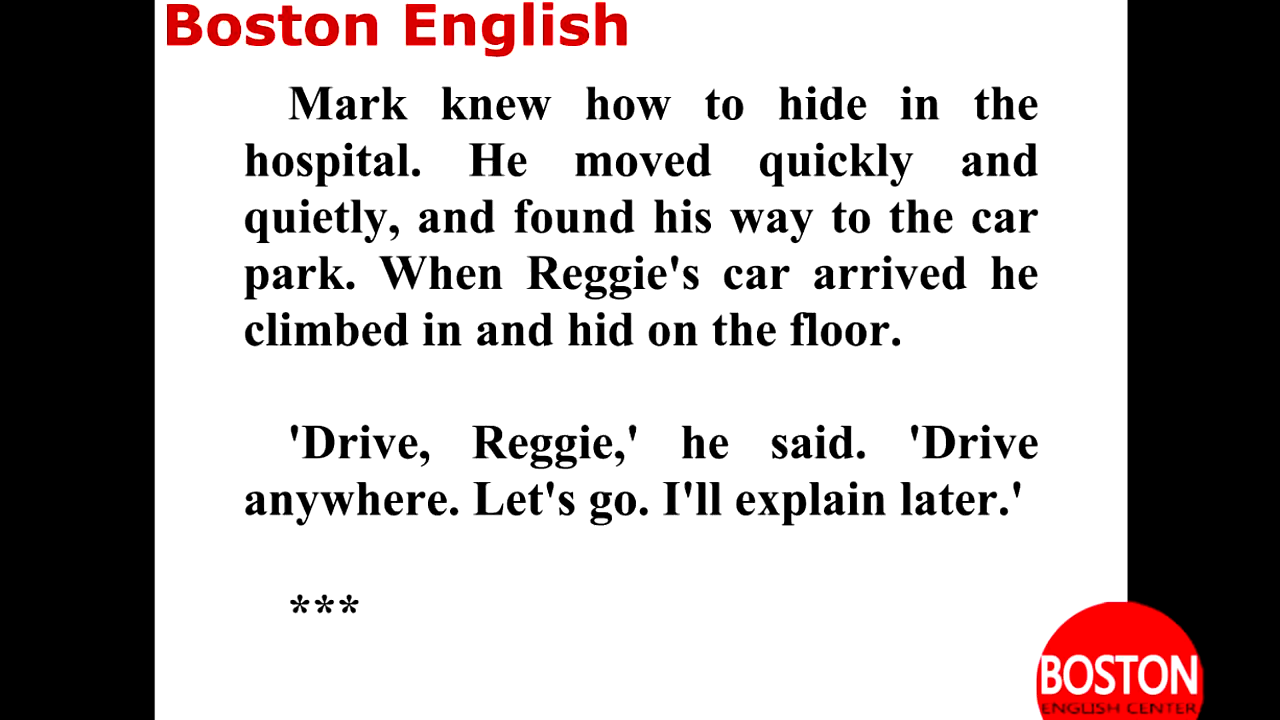 Boston English
Mark knew how to hide in the
hospital. He moved quickly and
quietly, and found his way to the car
park. When Reggie's car arrived he
climbed in and hid on the floor.
'Drive, Reggie,' he said. 'Drive
anywhere. Let's go. I'll explain later.'
***
BOSTON
ENGLISH CENTER